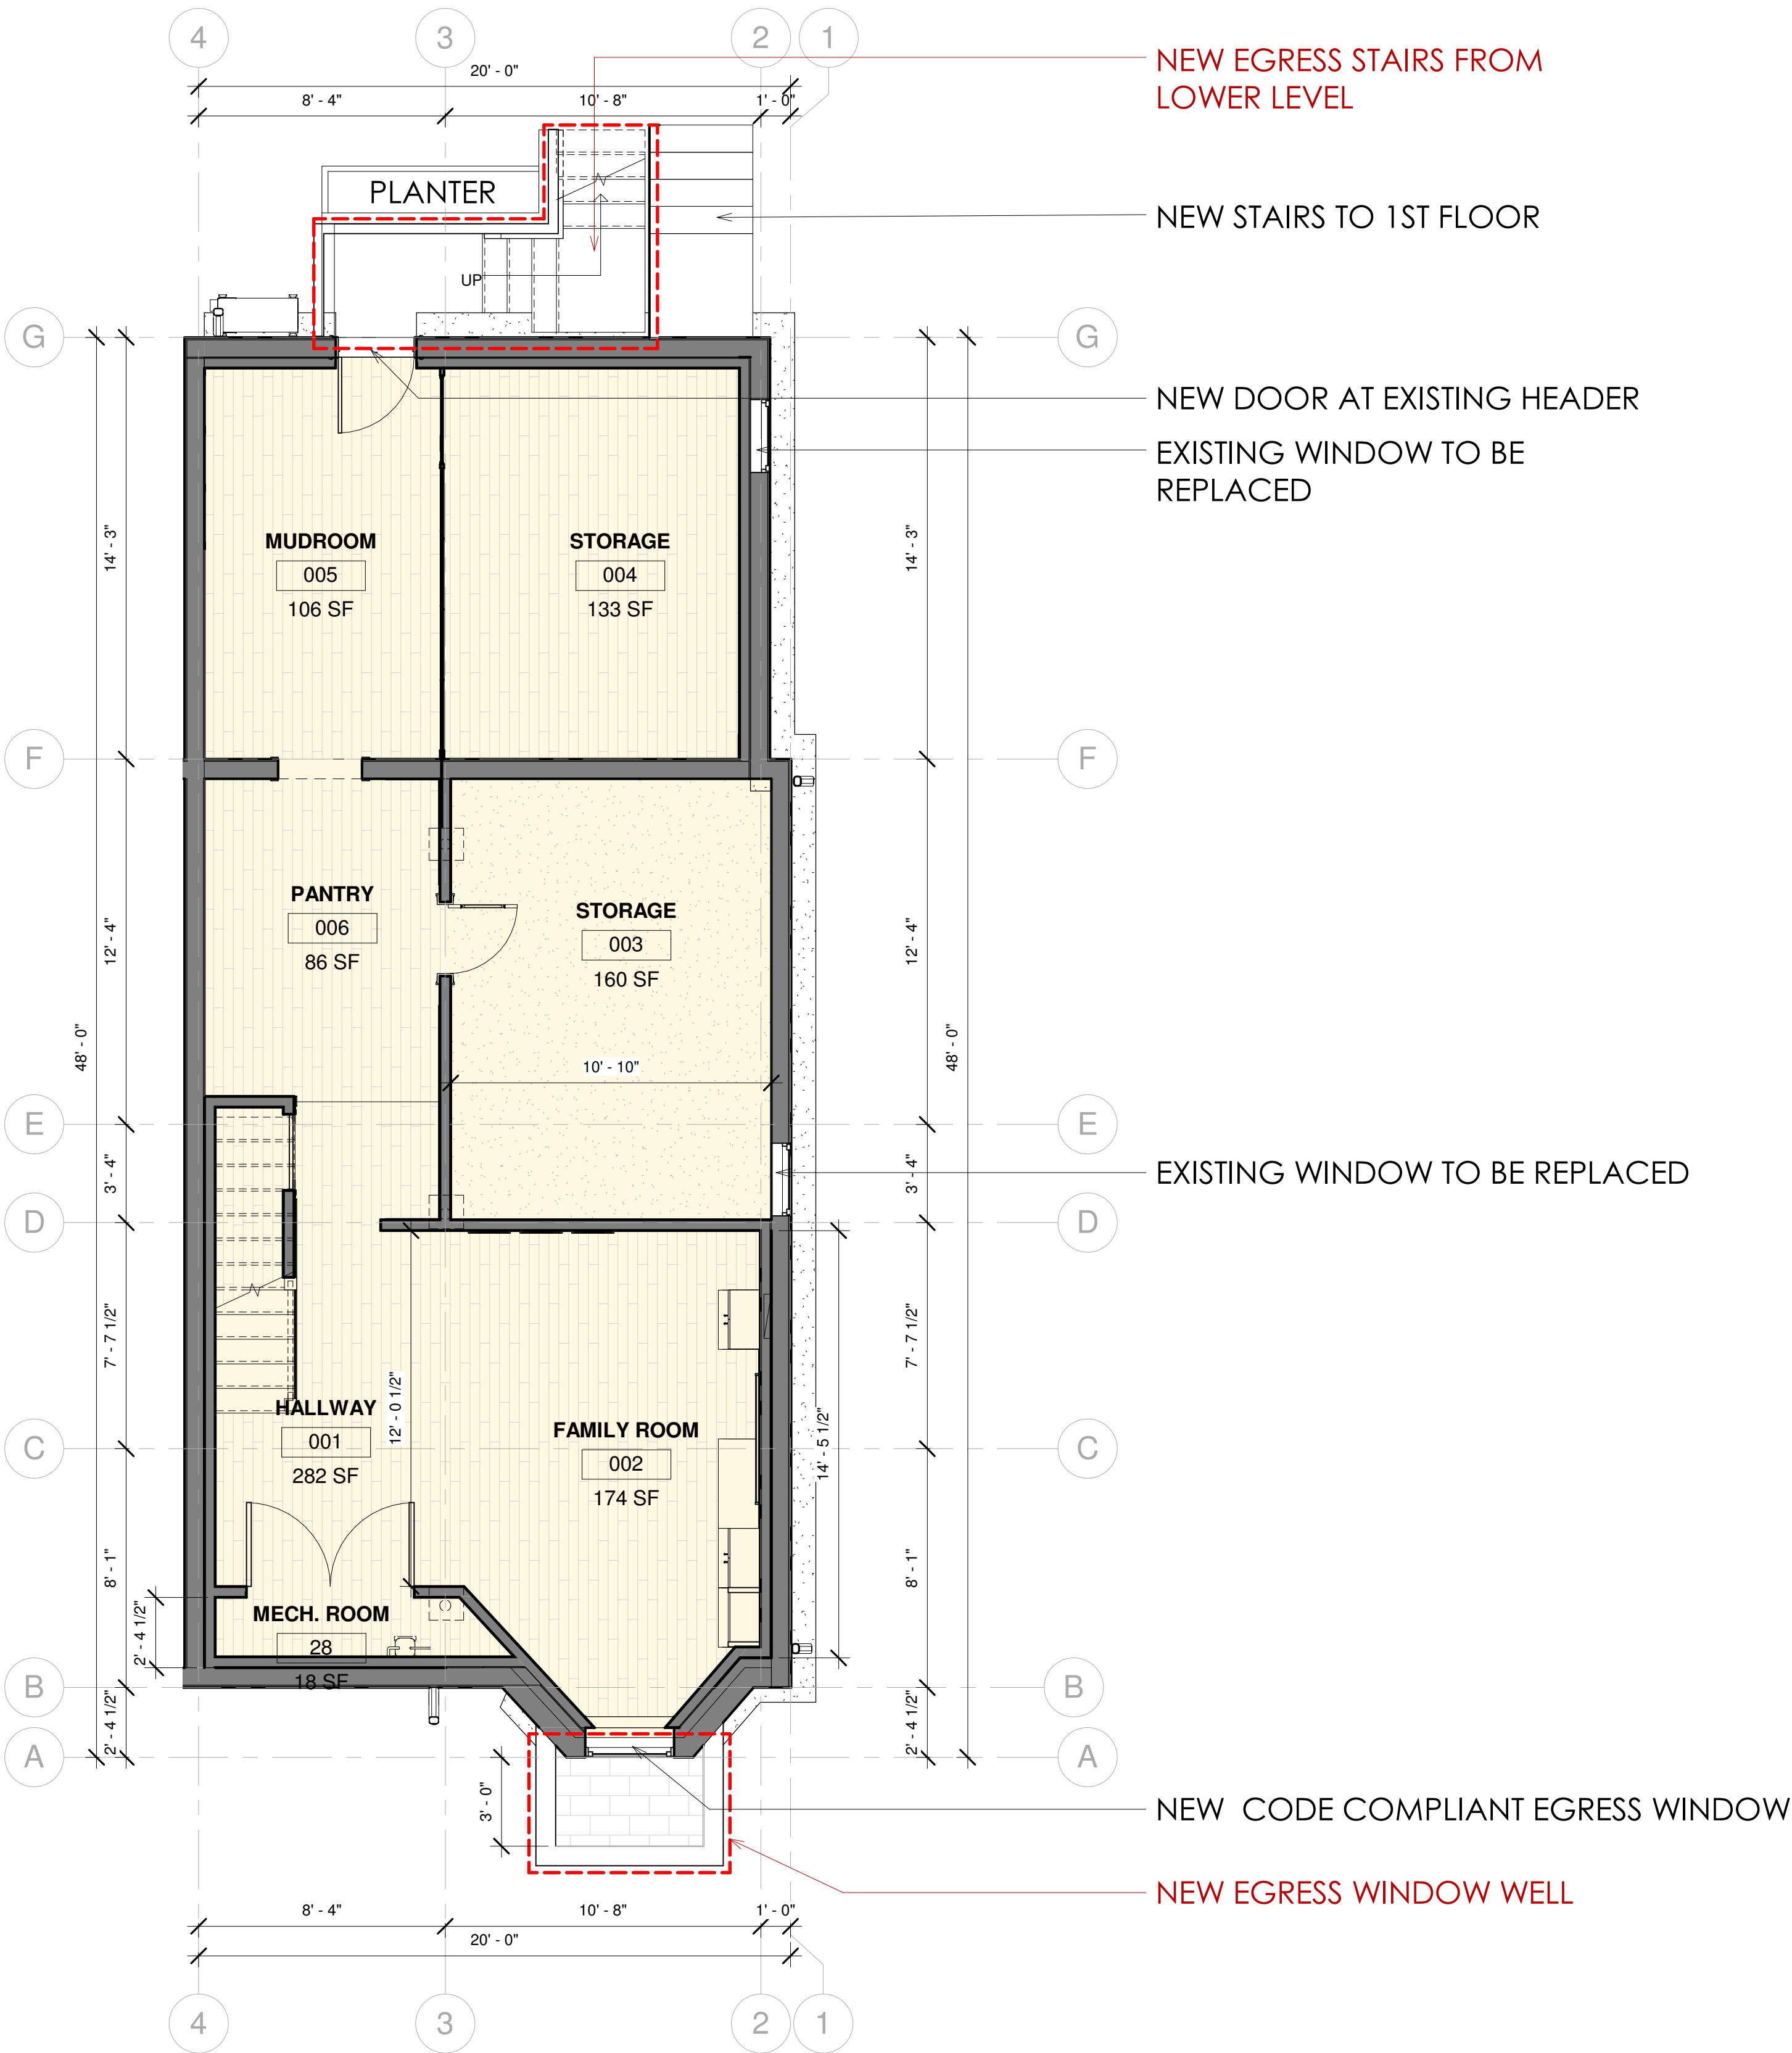 4
3
2
1
20' - 0"
8' - 4"
10' - 8"
1' - 0"
NEW EGRESS STAIRS FROM
LOWER LEVEL
PLANTER
NEW STAIRS TO 1ST FLOOR
UP
G
G
NEW DOOR AT EXISTING HEADER
EXISTING WINDOW TO BE
REPLACED
14' - 3"
14' - 3"
MUDROOM
005
106 SF
STORAGE
004
133 SF
F
F
PANTRY
006
86 SF
STORAGE
003
160 SF
12' - 4"
12' - 4"
48' - 0"
48' - 0"
10' - 10"
E
E
3' - 4"
3' - 4"
EXISTING WINDOW TO BE REPLACED
D
D
7' - 7 1/2"
7' - 7 1/2"
12' - 0 1/2"
14' - 5 1/2"
HALLWAY
001
282 SF
FAMILY ROOM
002
174 SF
C
C
8' - 1"
8' - 1"
2' - 4 1/2"
MECH. ROOM
28
18 SF
B
B
2' - 4 1/2"
2' - 4 1/2"
A
A
3' - 0"
NEW  CODE COMPLIANT EGRESS WINDOW
NEW EGRESS WINDOW WELL
8' - 4"
10' - 8"
1' - 0"
20' - 0"
4
3
2
1